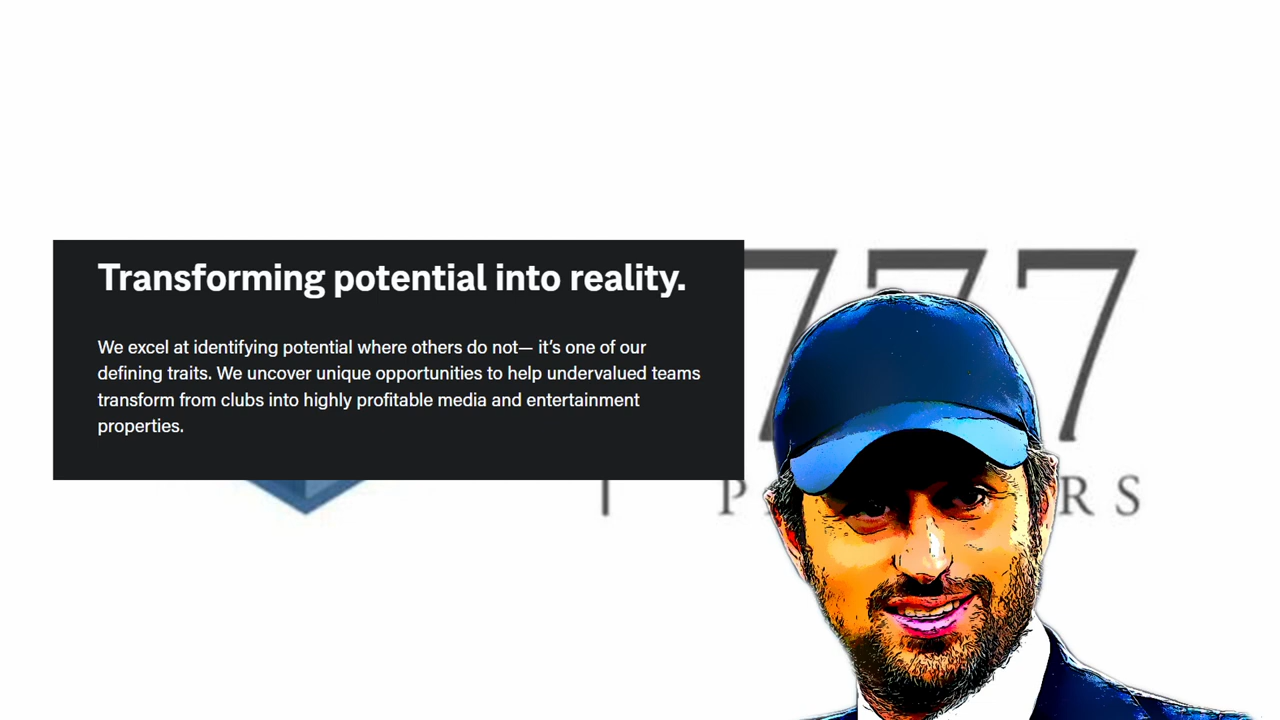 Transforming potential into reality.
We excel at identifying potential where others do not— it’s one of our
defining traits. We uncover unique opportunities to help undervalued teams
transform from clubs into highly profitable media and entertainment
properties.
777